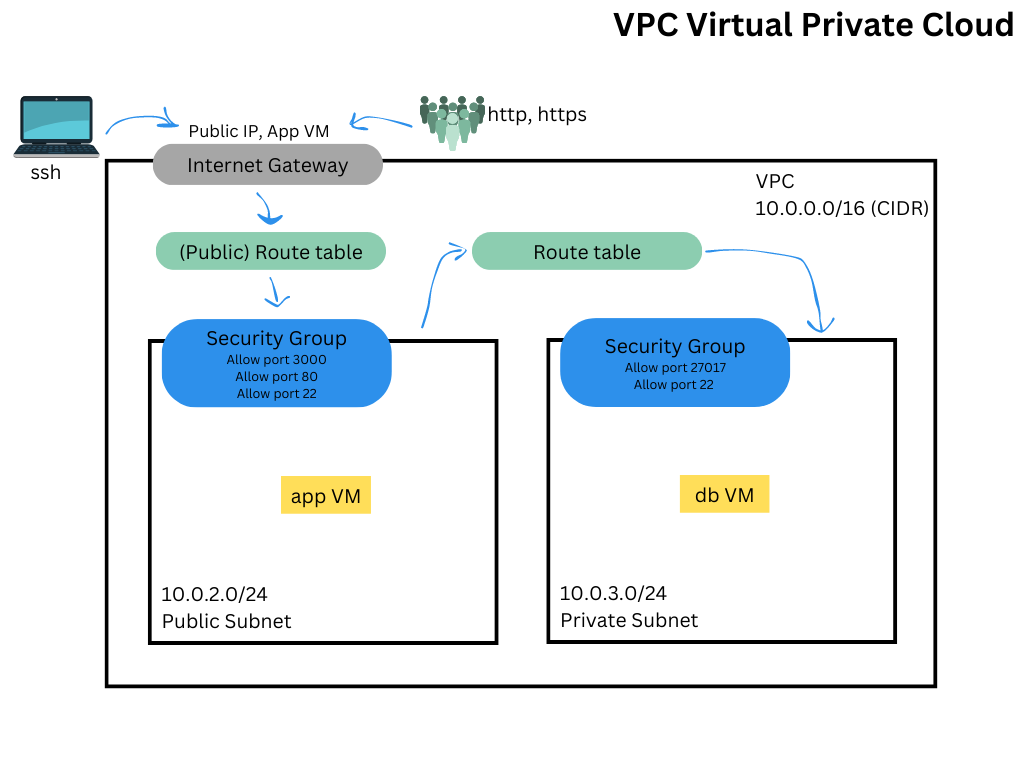 VPC Virtual Private Cloud
http, https
Public IP, App VM
ssh
Internet Gateway
VPC
10.0.0.0/16 (CIDR)
(Public) Route table
Route table
Security Group
Allow port 3000
Allow port 80
Allow port 22
Security Group
Allow port 27017
Allow port 22
app VM
db VM
10.0.2.0/24
Public Subnet
10.0.3.0/24
Private Subnet